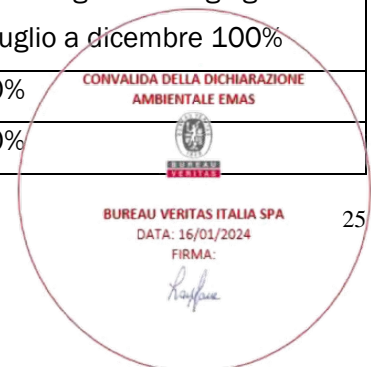 uglio a dicembre 100%
0%
CONVALIDA DELLA DICHIARAZIONE
AMBIENTALE EMAS
0%
BUREAU
VERITAS
BUREAU VERITAS ITALIA SPA
25
DATA: 16/01/2024
FIRMA: